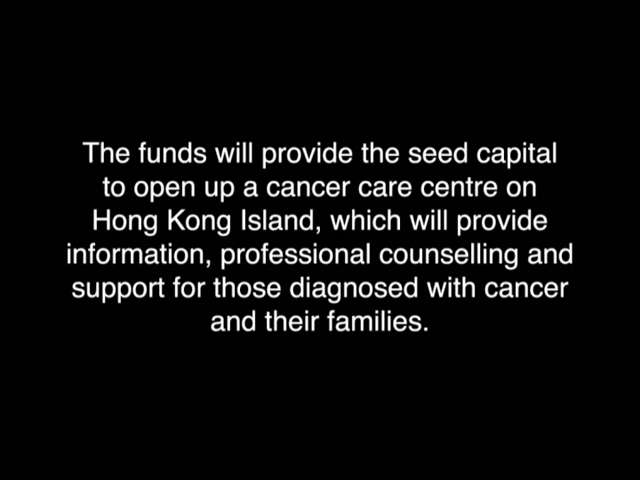 The funds will provide the seed capital
to open up a cancer care centre on
Hong Kong Island, which will provide
information, professional counselling and
support for those diagnosed with cancer
and their families.